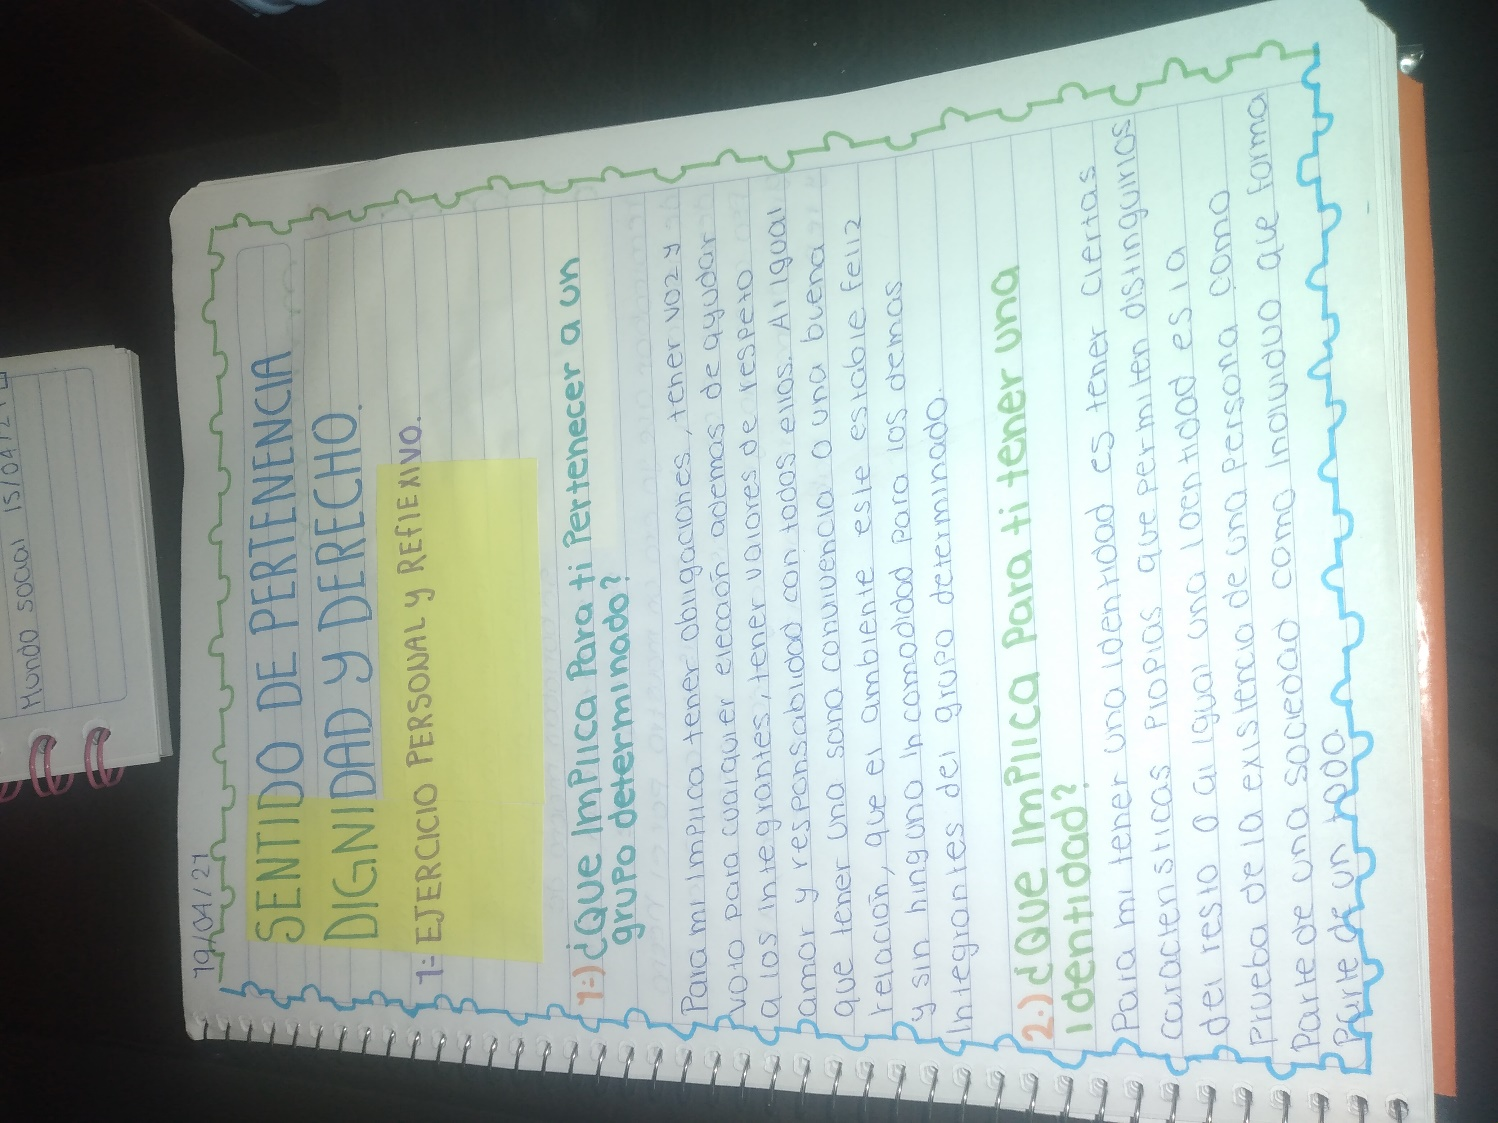 Mundo social 15/04/21
19/04/21
SENTIDO DE PERTENENCIA
DIGNIDAD y DERECHO.
1= EJERCICIO PERSONAL y REFlEXIVO.
1=) ¿QUE ImPlICA PaRa ti Pertenecer a un
grupo determinado?
Para mi implica tener obligaciones, tener voz y
voto para cualquier elección ademas de ayudar
a los integrantes, tener valores de respeto
amor y responsablidad con todos ellos. Al igual
que tener una sana convivencia o una buena
relación, que el ambiente este estable feliz
y sin ninguna incomodidad para los demas
integrantes del grupo determinado.
2.) ¿QUE ImPlICA PaRa ti tener una
identidad?
Para mi tener una identidad es tener ciertas
caracteristicas propias que permiten distinguirlos
del resto o al igual una identidad es la
prueba de la existencia de una persona como
parte de una sociedad como individuo que forma
parte de un todo